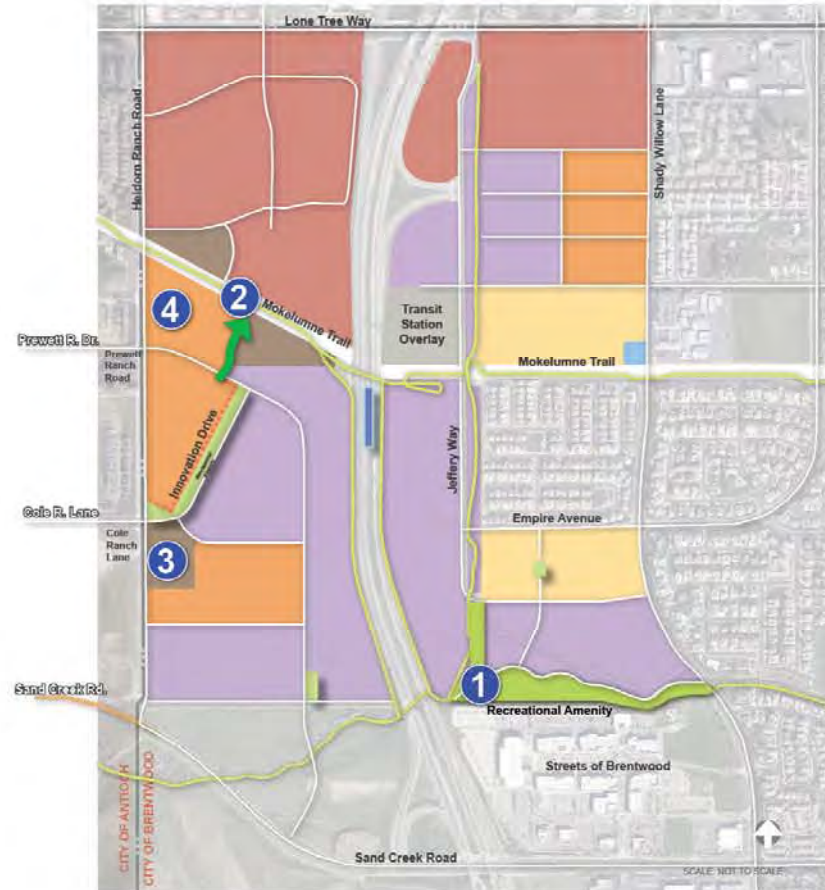 Lone Tree Way
Heidorn Ranch Road
Shady Willow Lane
4
2
Mokelumne Trail
Transit
Station
Overlay
Prewett R. Dr.
Prewett
Ranch
Road
Mokelumne Trail
Innovation Drive
Jeffery Way
Cole R. Lane
Empire Avenue
Cole
Ranch
Lane
3
Sand Creek Rd.
1
Recreational Amenity
Streets of Brentwood
CITY OF ANTIOCH
CITY OF BRENTWOOD
Sand Creek Road
SCALE: NOT TO SCALE